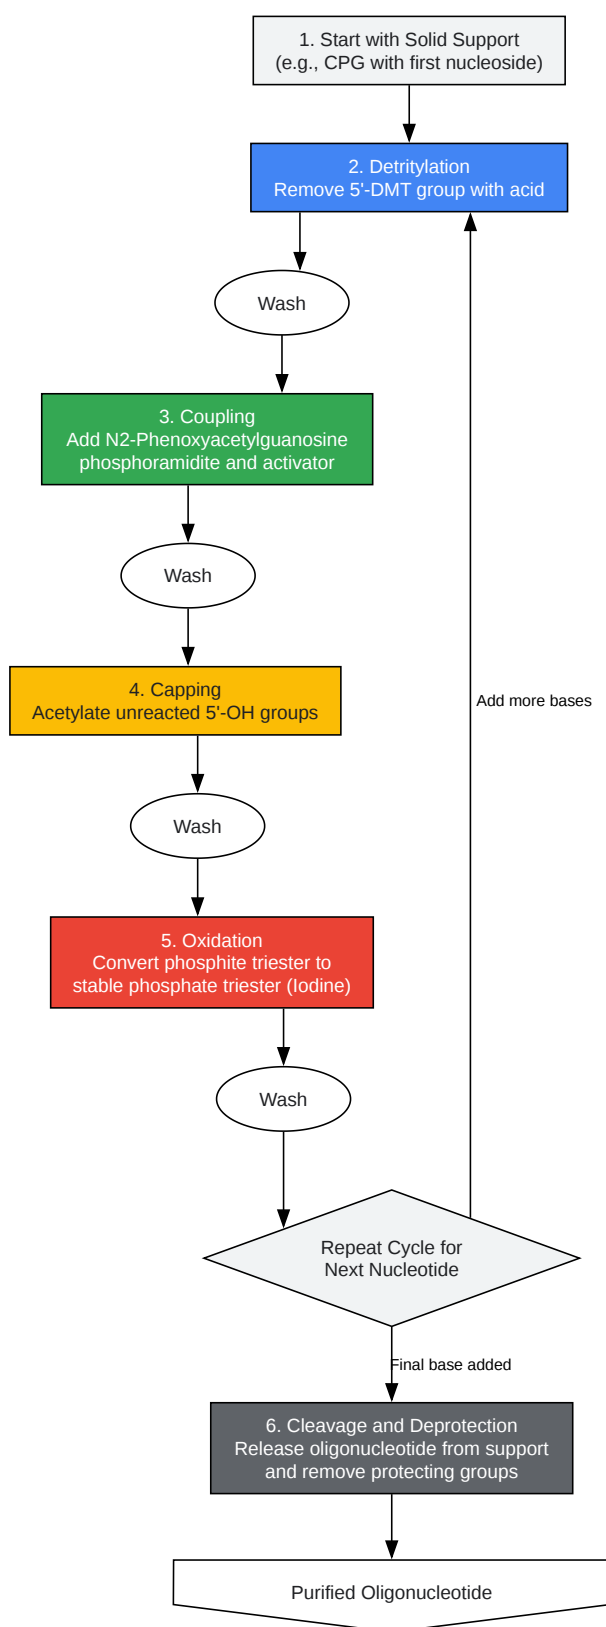 1. Start with Solid Support
(e.g., CPG with first nucleoside)
2. Detritylation
Remove 5'-DMT group with acid
Wash
3. Coupling
Add N2-Phenoxyacetylguanosine
phosphoramidite and activator
Wash
4. Capping
Acetylate unreacted 5'-OH groups
Add more bases
Wash
5. Oxidation
Convert phosphite triester to
stable phosphate triester (Iodine)
Wash
Repeat Cycle for
Next Nucleotide
Final base added
6. Cleavage and Deprotection
Release oligonucleotide from support
and remove protecting groups
Purified Oligonucleotide